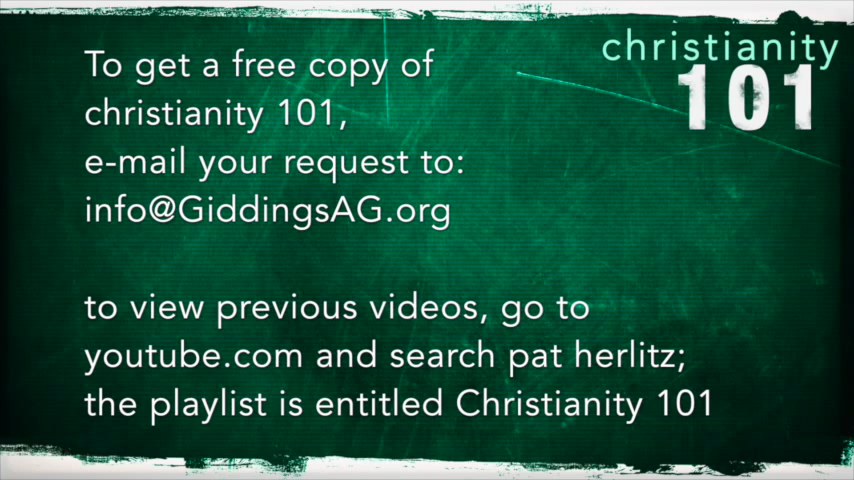 christianity
101
To get a free copy of
christianity 101,
e-mail your request to:
info@GiddingsAG.org
to view previous videos, go to
youtube.com and search pat herlitz;
the playlist is entitled Christianity 101